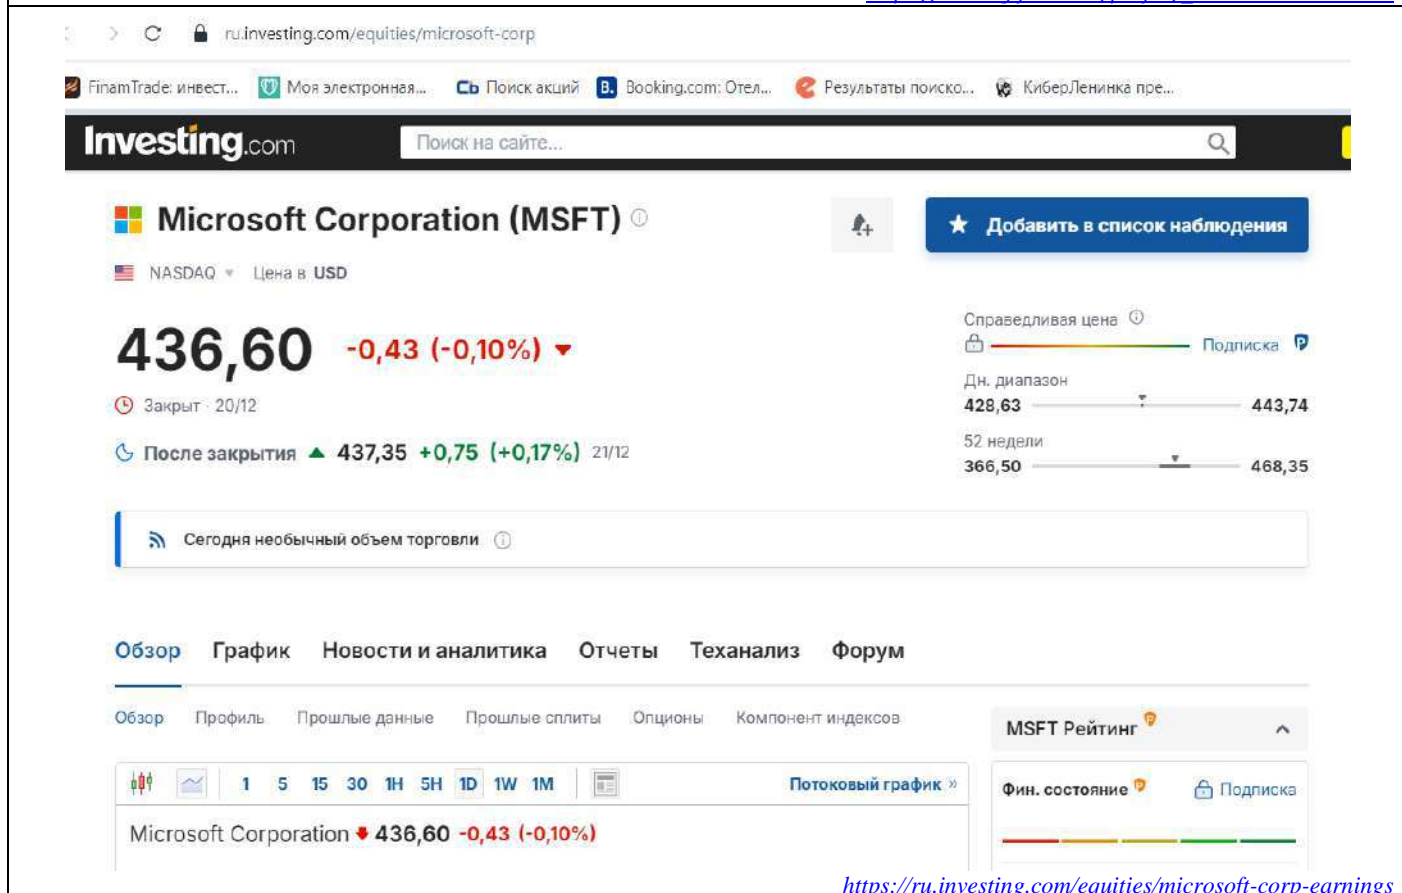 ru.investing.com/equities/microsoft-corp
FinamTrade: инвест... Моя электронная... Сь Поиск акций B. Booking.com: Отел... Результаты поиско... КиберЛенинка пре...
Investing.com Поиск на сайте...
Microsoft Corporation (MSFT) Добавить в список наблюдения
NASDAQ Цена в USD
436,60 -0,43 (-0,10%)
Справедливая цена
Подписка
Закрыт · 20/12
Дн. диапазон
428,63 443,74
После закрытия 437,35 +0,75 (+0,17%) 21/12
52 недели
366,50 468,35
Сегодня необычный объем торговли
Обзор График Новости и аналитика Отчеты Теханализ Форум
Обзор Профиль Прошлые данные Прошлые сплиты Опционы Компонент индексов
MSFT Рейтинг
1 5 15 30 1H 5H 1D 1W 1M Потоковый график »
Фин. состояние Подписка
Microsoft Corporation 436,60 -0,43 (-0,10%)
https://ru.investing.com/equities/microsoft-corp-earnings